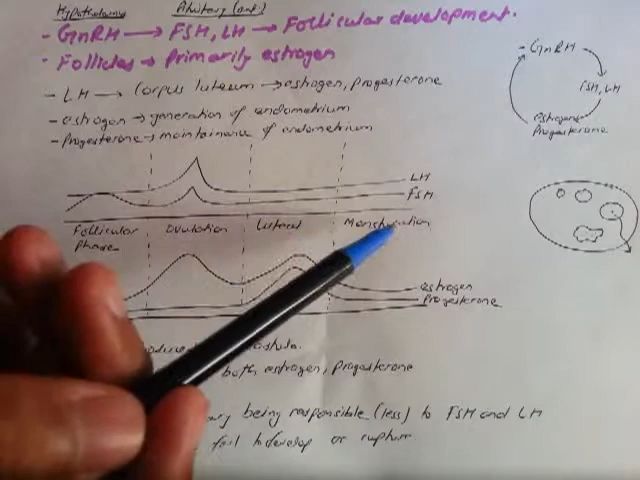 Hypothalamus Pituitary (ant.)
- GnRH → FSH, LH → Follicular development.
- Follicles → Primarily estrogen
- LH → Corpus luteum → estrogen, progesterone
- estrogen → generation of endometrium
- Progesterone → maintainance of endometrium
- GnRH
FSH, LH
estrogen
Progesterone
LH
FSH
Follicular Phase
Ovulation
Luteal
Menstruation
estrogen
Progesterone
both estrogen, progesterone
being responsible (less) to FSH and LH
fail to develop or rupture